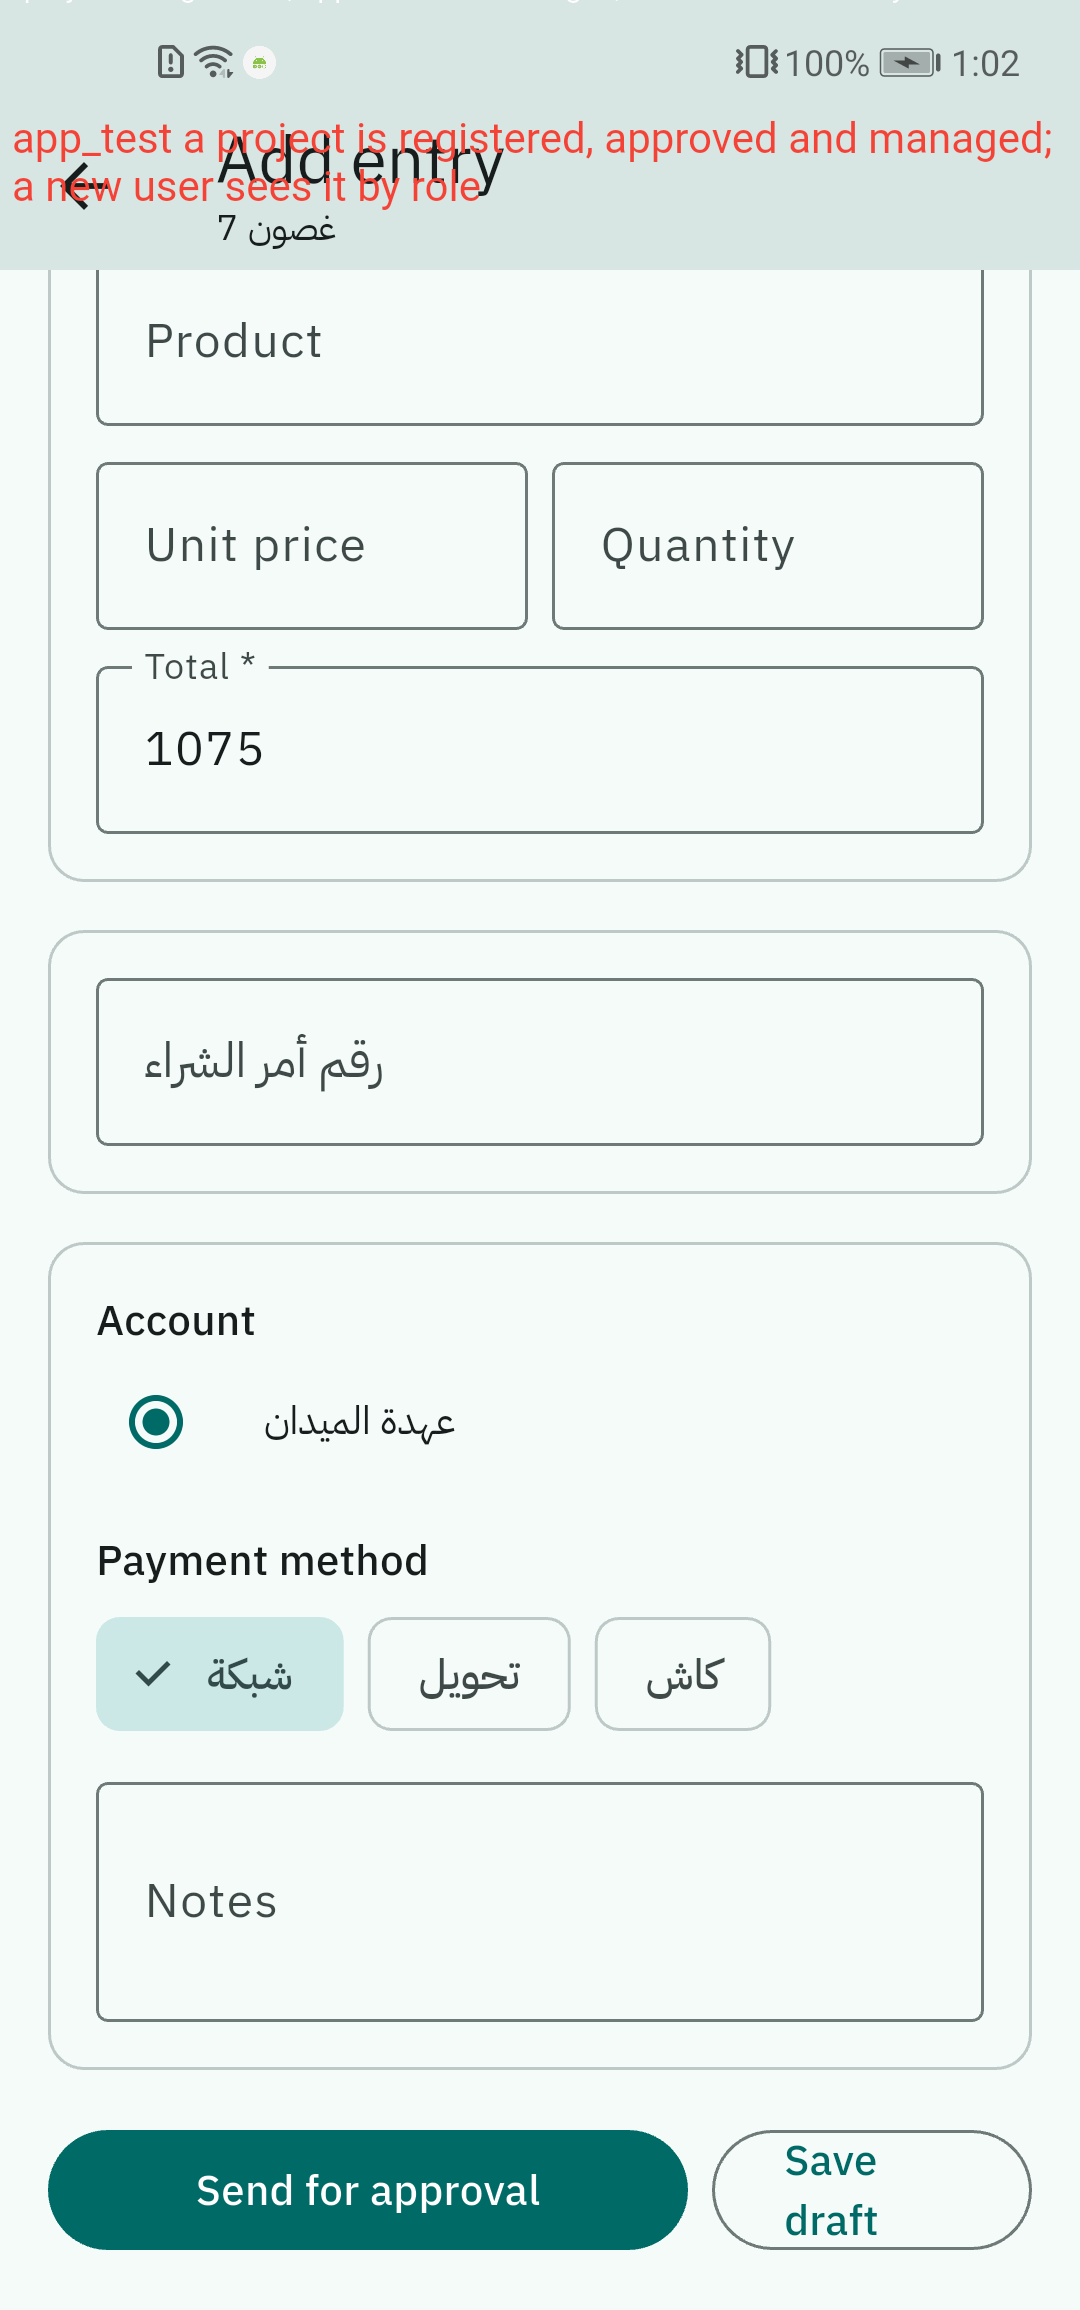 100% 1:02
app_test a project is registered, approved and managed;
a new user sees it by role
Add entry
غصون 7
Product
Unit price
Quantity
Total *
1075
رقم أمر الشراء
Account
عهدة الميدان
Payment method
شبكة
تحويل
كاش
Notes
Send for approval
Save
draft